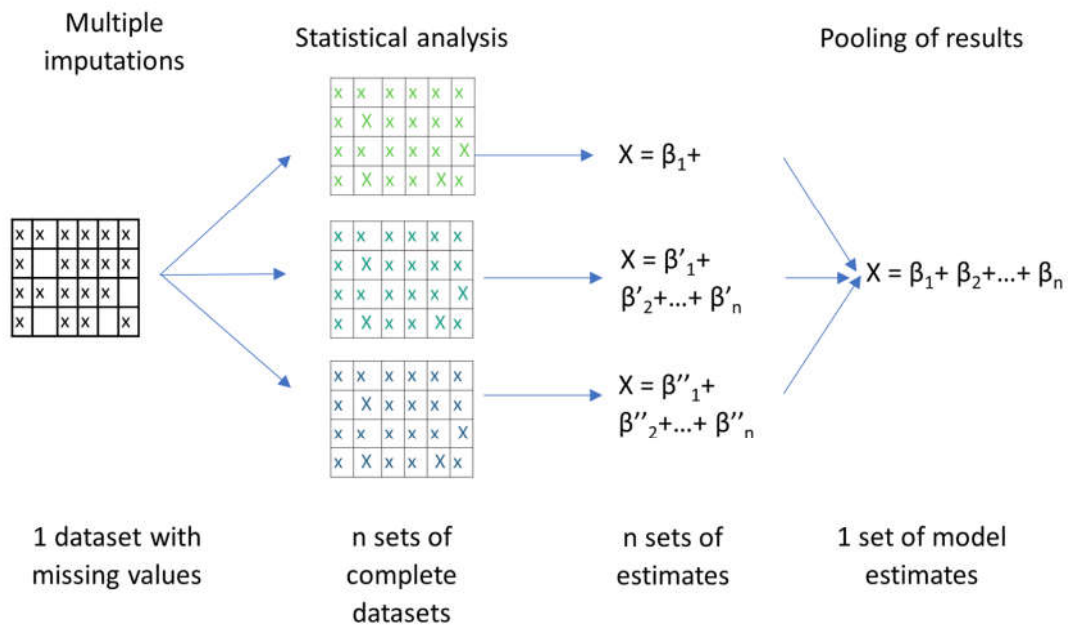 Multiple
imputations
Statistical analysis
Pooling of results
x x x x x x
x x x x x
x x x x x
x x x x
x x x x x x
x X x x x x
x x x x x X
x X x x X x
x x x x x x
x X x x x x
x x x x x X
x X x x X x
x x x x x x
x X x x x x
x x x x x X
x X x x X x
X = β₁+
X = β'₁+
β'₂+...+ β'ₙ
X = β''₁+
β''₂+...+ β''ₙ
X = β₁+ β₂+...+ βₙ
1 dataset with
missing values
n sets of
complete
datasets
n sets of
estimates
1 set of model
estimates